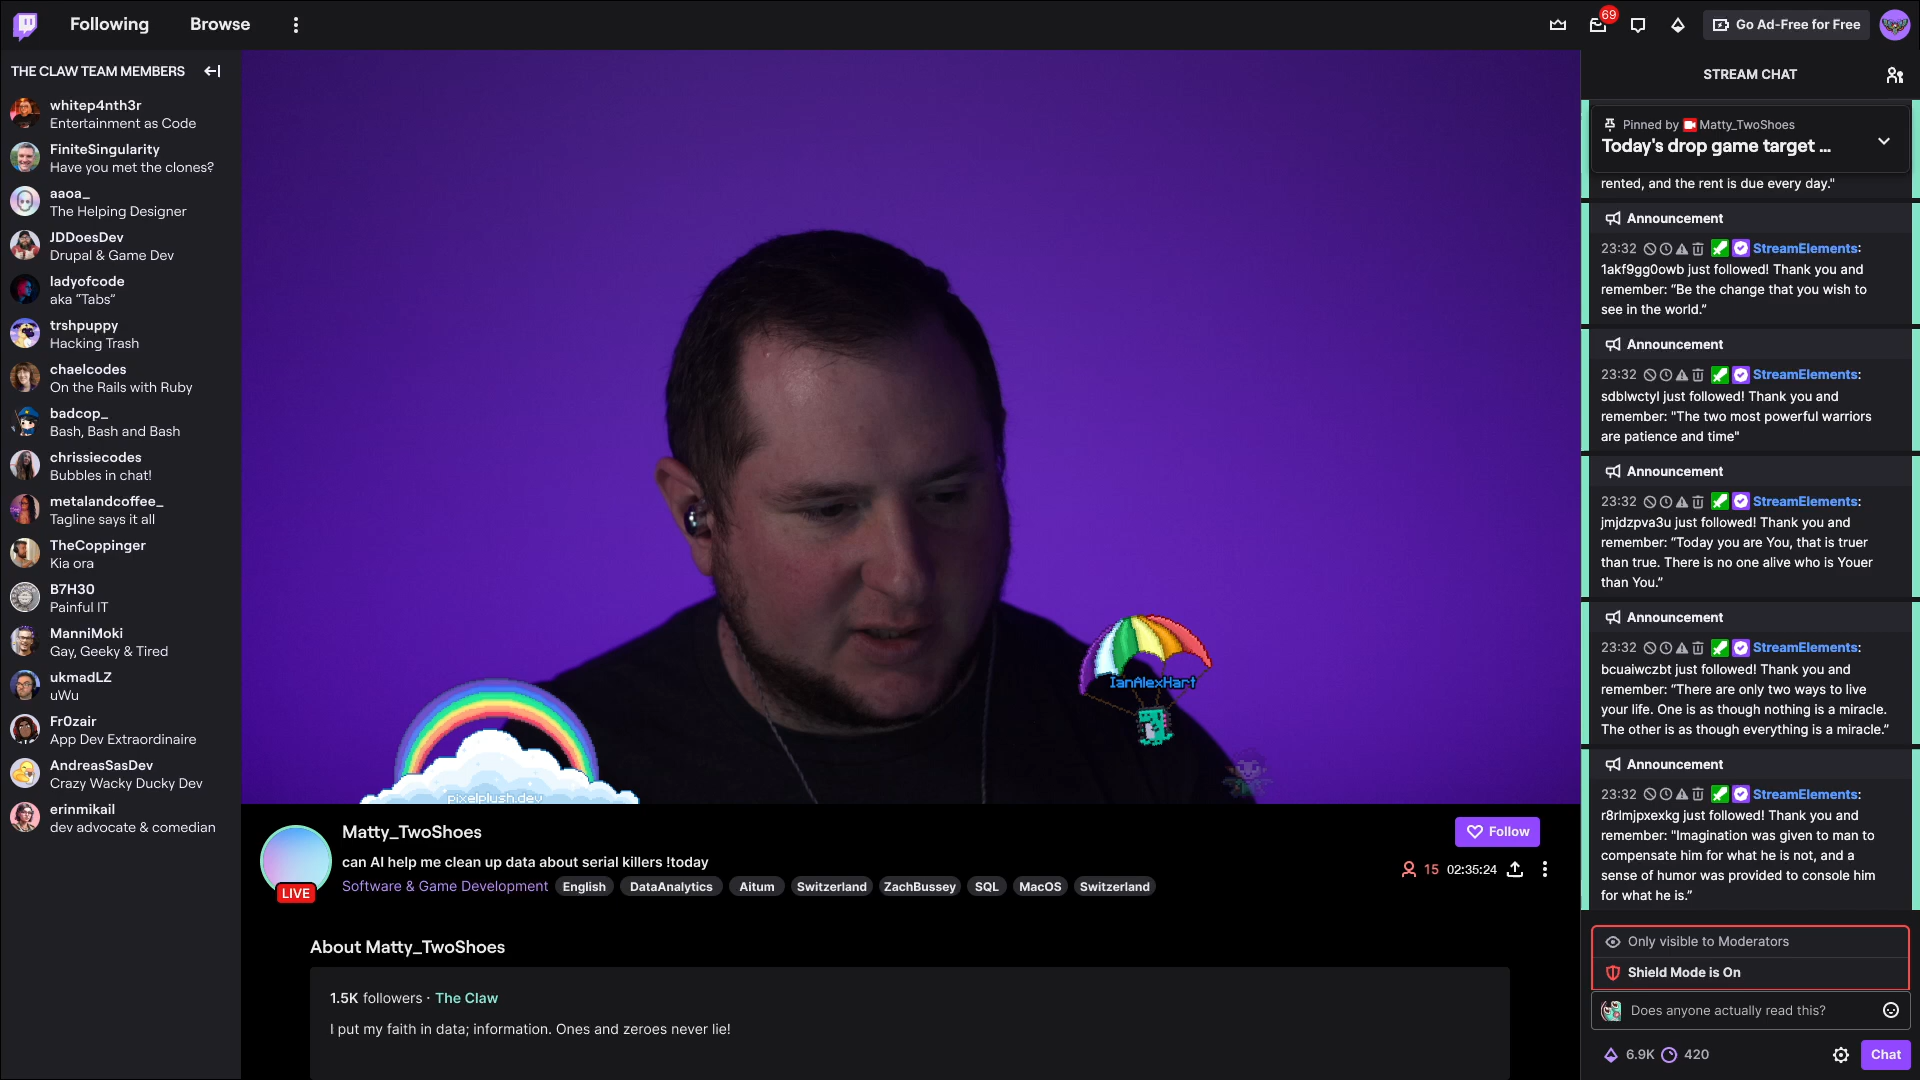 Following
Browse
69
Go Ad-Free for Free
THE CLAW TEAM MEMBERS
whitep4nth3r
Entertainment as Code
FiniteSingularity
Have you met the clones?
aaoa_
The Helping Designer
JDDoesDev
Drupal & Game Dev
ladyofcode
aka “Tabs”
trshpuppy
Hacking Trash
chaelcodes
On the Rails with Ruby
badcop_
Bash, Bash and Bash
chrissiecodes
Bubbles in chat!
metalandcoffee_
Tagline says it all
TheCoppinger
Kia ora
B7H30
Painful IT
ManniMoki
Gay, Geeky & Tired
ukmadLZ
uWu
Fr0zair
App Dev Extraordinaire
AndreasSasDev
Crazy Wacky Ducky Dev
erinmikail
dev advocate & comedian
IanAlexHart
pixelplush.dev
LIVE
Matty_TwoShoes
can AI help me clean up data about serial killers !today
Software & Game Development English DataAnalytics Aitum Switzerland ZachBussey SQL MacOS Switzerland
Follow
15 02:35:24
About Matty_TwoShoes
1.5K followers · The Claw
I put my faith in data; information. Ones and zeroes never lie!
STREAM CHAT
Pinned by Matty_TwoShoes
Today's drop game target ...
rented, and the rent is due every day."
Announcement
23:32 StreamElements:
1akf9gg0owb just followed! Thank you and
remember: “Be the change that you wish to
see in the world.”
Announcement
23:32 StreamElements:
sdblwctyl just followed! Thank you and
remember: "The two most powerful warriors
are patience and time"
Announcement
23:32 StreamElements:
jmjdzpva3u just followed! Thank you and
remember: “Today you are You, that is truer
than true. There is no one alive who is Youer
than You.”
Announcement
23:32 StreamElements:
bcuaiwczbt just followed! Thank you and
remember: “There are only two ways to live
your life. One is as though nothing is a miracle.
The other is as though everything is a miracle.”
Announcement
23:32 StreamElements:
r8rlmjpxexkg just followed! Thank you and
remember: "Imagination was given to man to
compensate him for what he is not, and a
sense of humor was provided to console him
for what he is.”
Only visible to Moderators
Shield Mode is On
Does anyone actually read this?
6.9K 420
Chat